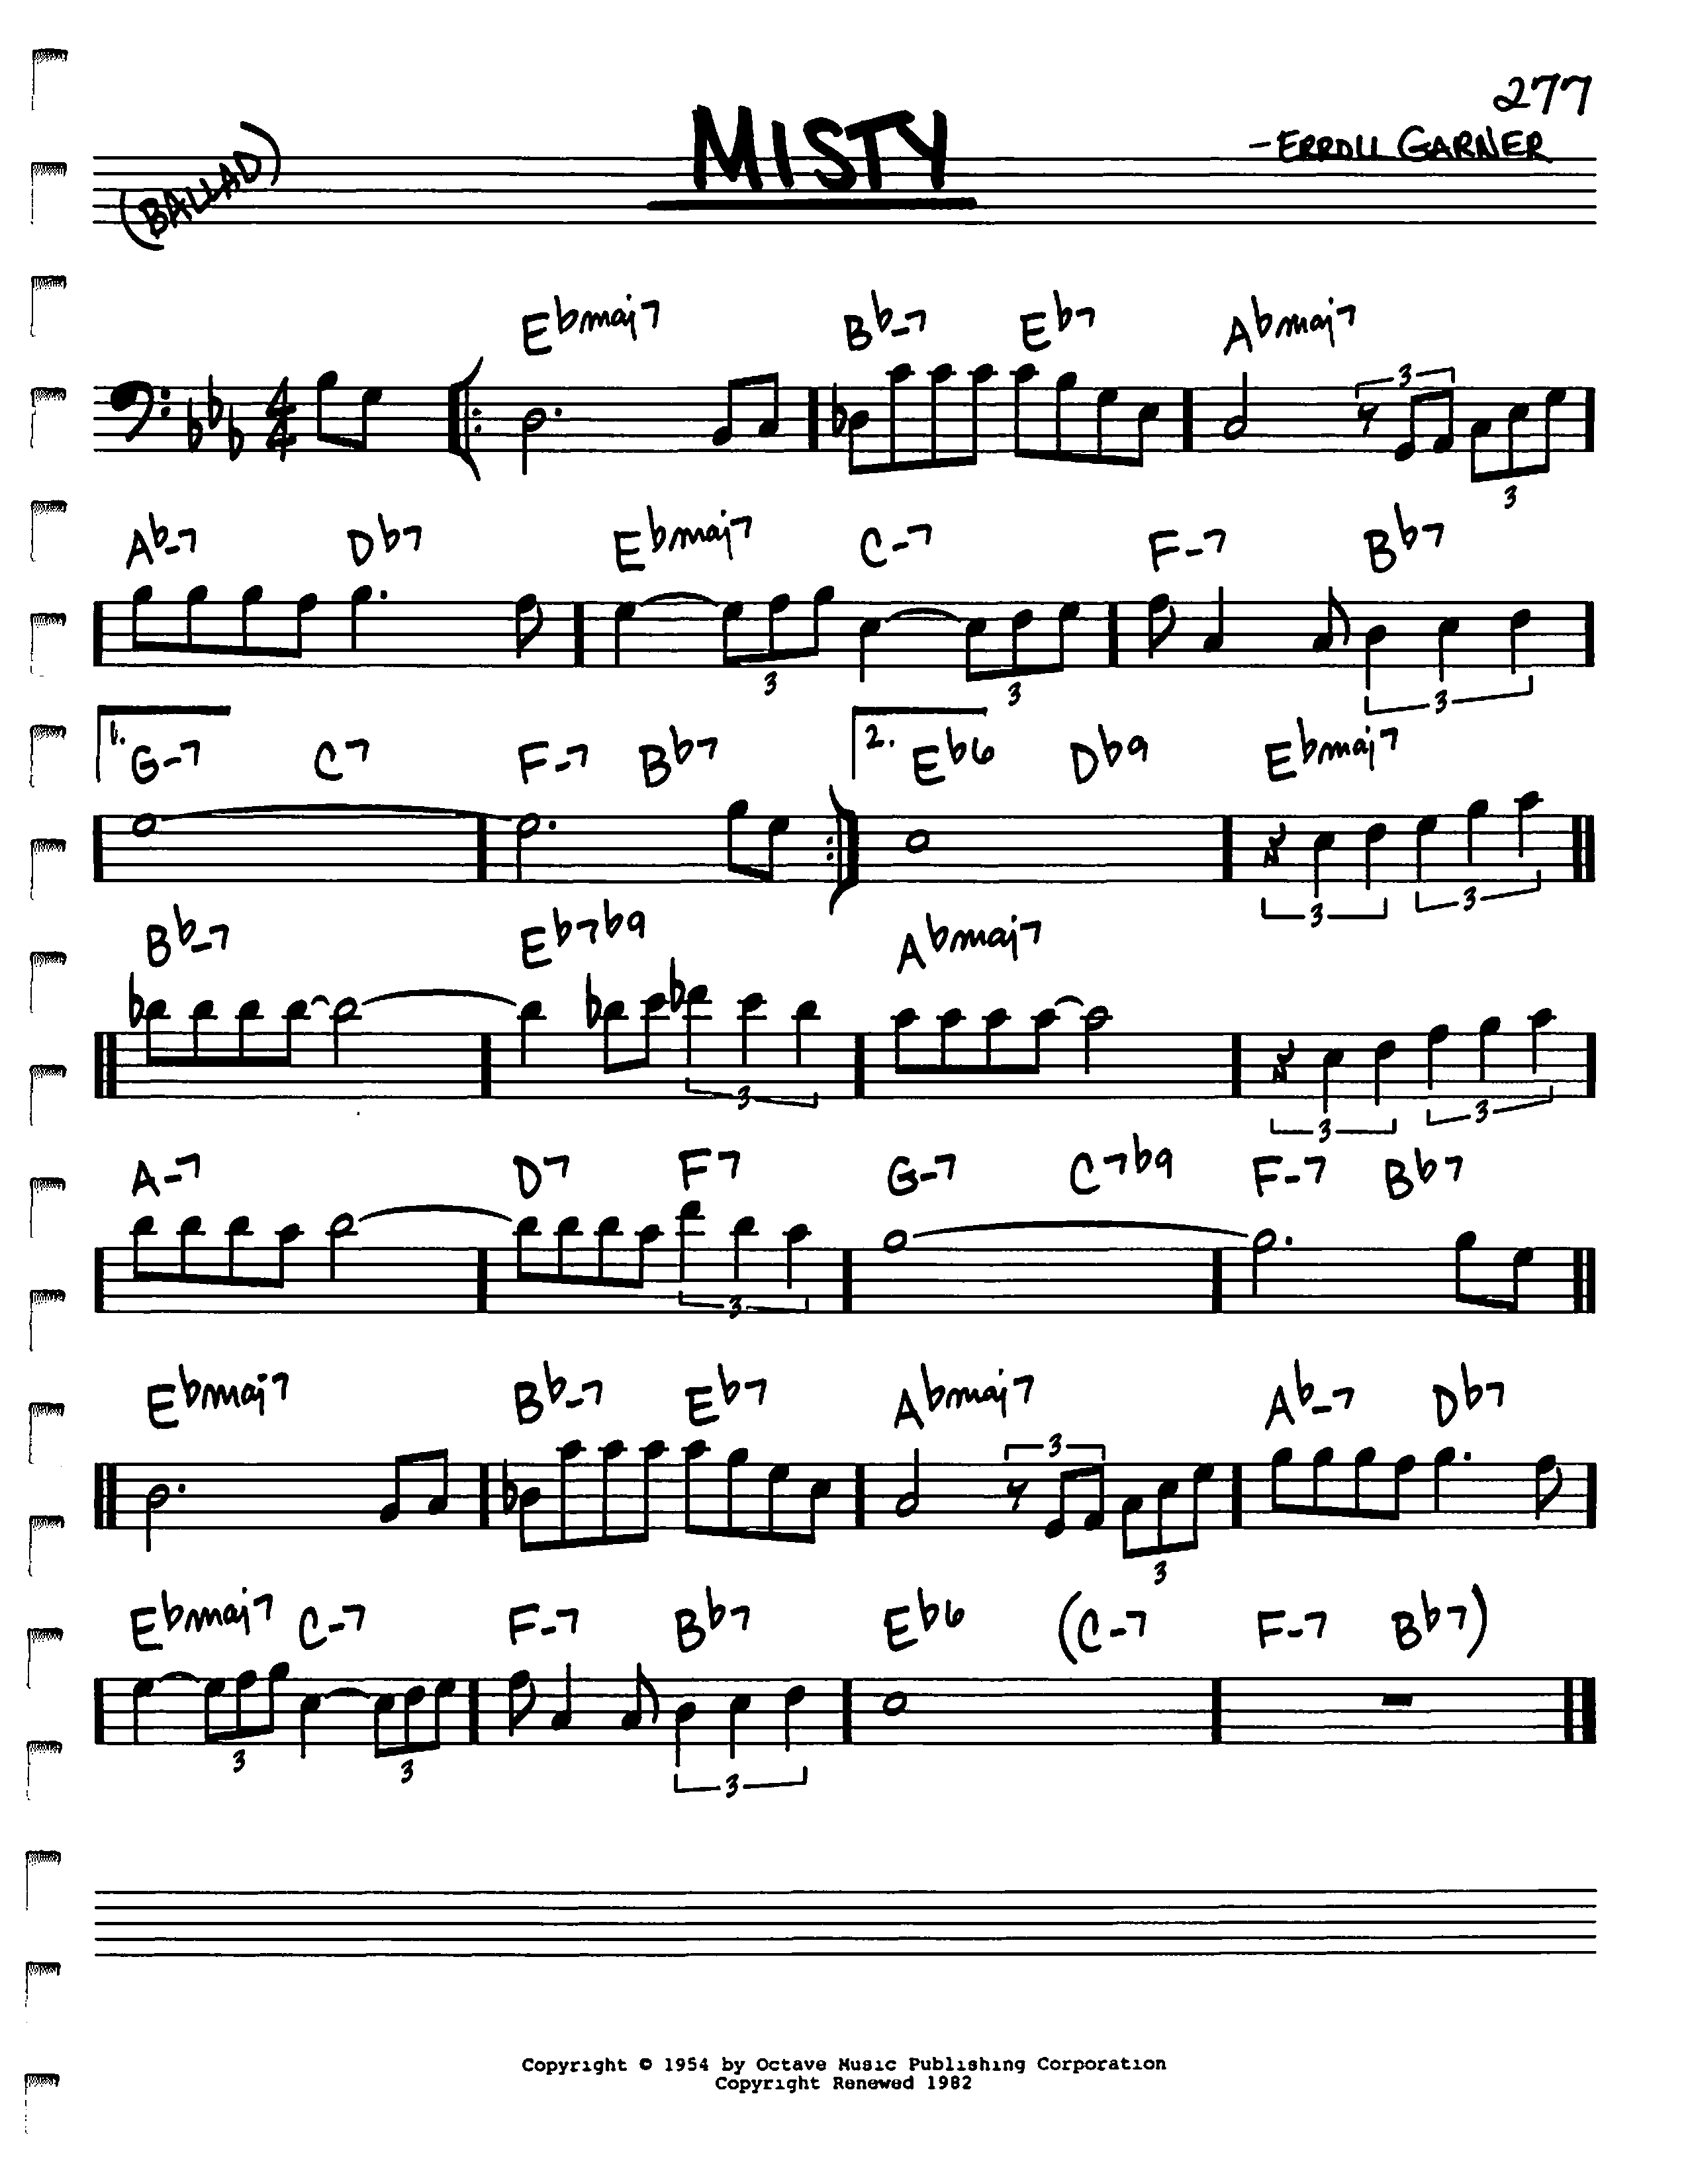 277
MISTY
-ERROLL GARNER
(BALLAD)
Ebmaj7 Bb-7 Eb7 Abmaj7
4
4
3
3
Ab-7 Db7 Ebmaj7 C-7 F-7 Bb7
3 3 3
1. G-7 C7 F-7 Bb7 2. Eb6 Db9 Ebmaj7
3 3
Bb-7 Eb7b9 Abmaj7
3 3 3
A-7 D7 F7 G-7 C7b9 F-7 Bb7
3
Ebmaj7 Bb-7 Eb7 Abmaj7 Ab-7 Db7
3
3
Ebmaj7 C-7 F-7 Bb7 Eb6 (C-7 F-7 Bb7)
3 3 3
Copyright © 1954 by Octave Music Publishing Corporation
Copyright Renewed 1982